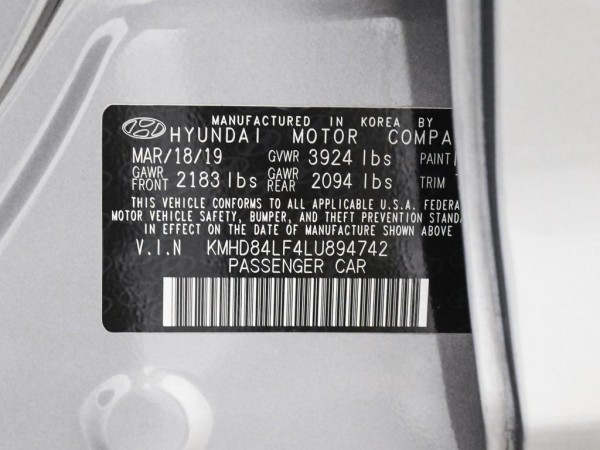 MANUFACTURED IN KOREA BY
HYUNDAI MOTOR COMPA
MAR/18/19 GVWR 3924 lbs PAINT
GAWR FRONT 2183 lbs GAWR REAR 2094 lbs TRIM
THIS VEHICLE CONFORMS TO ALL APPLICABLE U.S.A. FEDERA
MOTOR VEHICLE SAFETY, BUMPER, AND THEFT PREVENTION STAND
IN EFFECT ON THE DATE OF MANUFACTURE SHOWN ABOVE
V.I.N KMHD84LF4LU894742
PASSENGER CAR